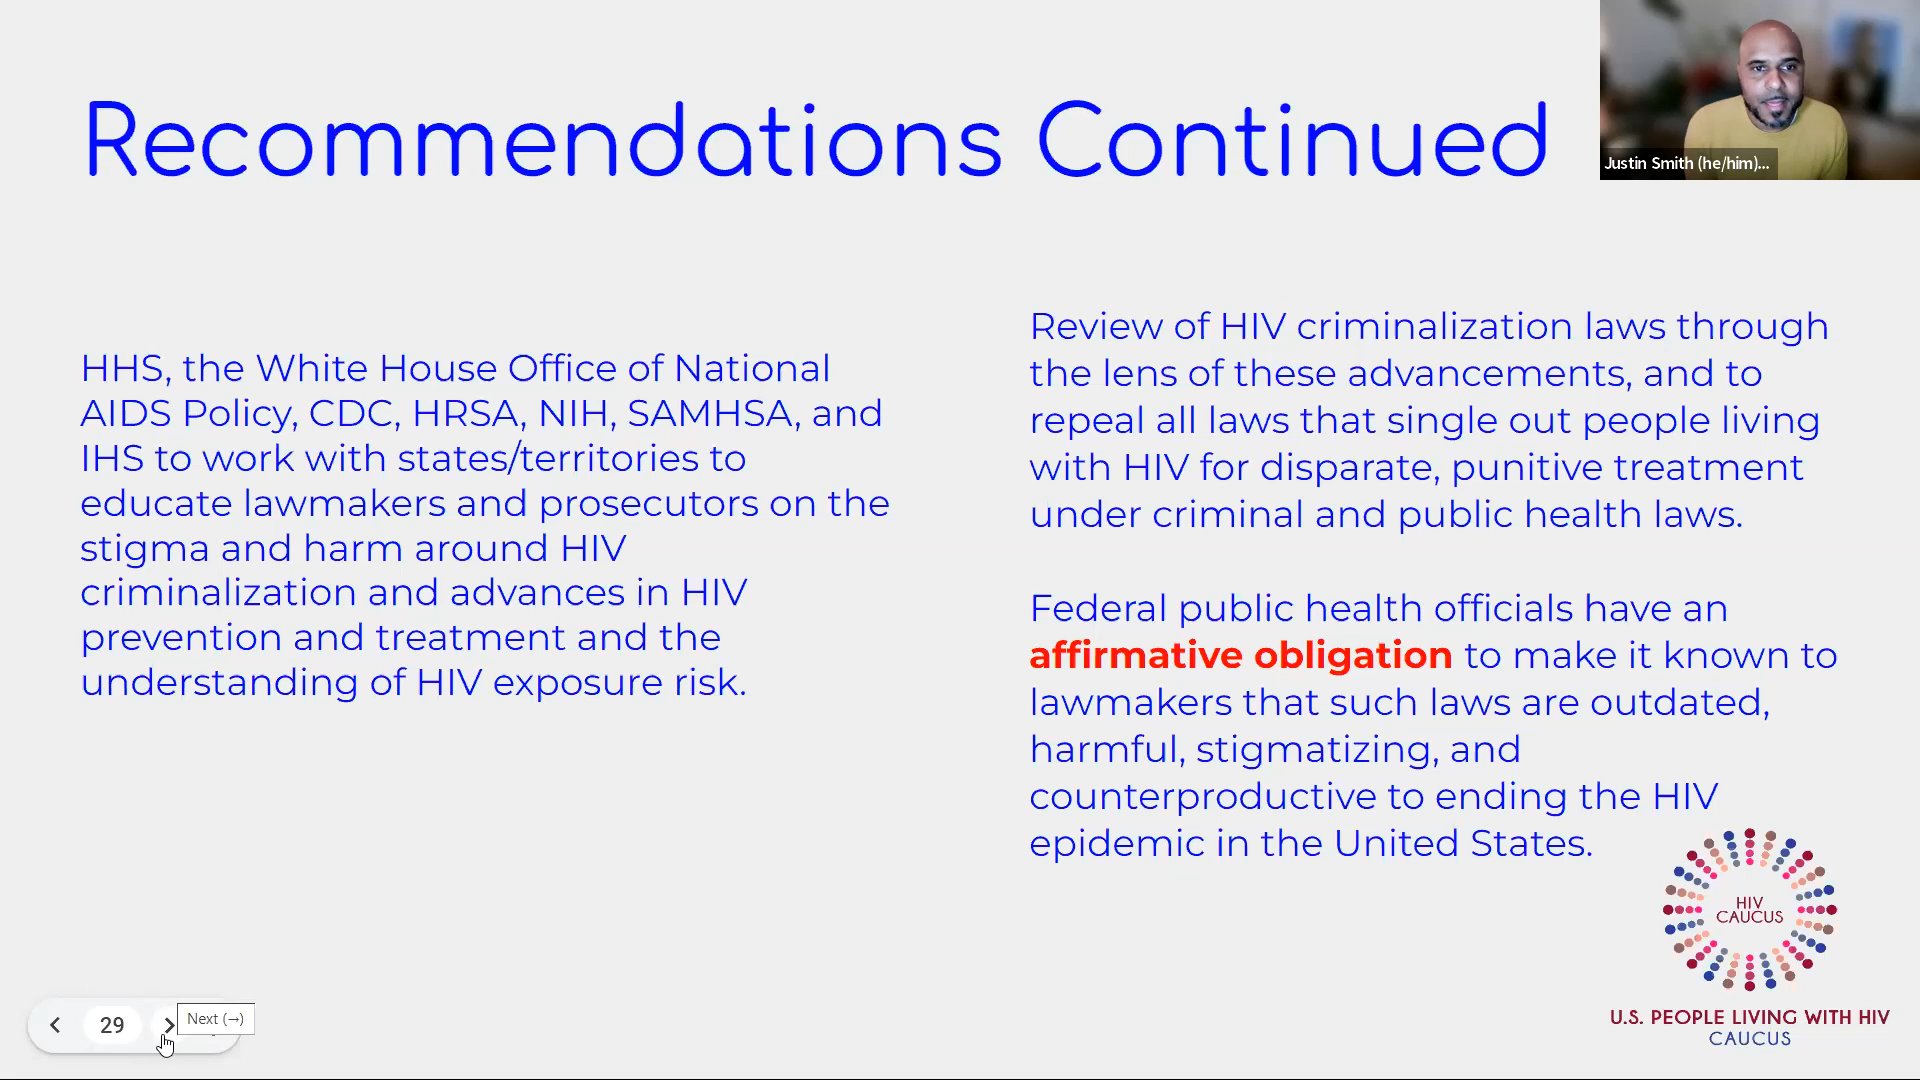 Recommendations Continued
Justin Smith (he/him)...
HHS, the White House Office of National
AIDS Policy, CDC, HRSA, NIH, SAMHSA, and
IHS to work with states/territories to
educate lawmakers and prosecutors on the
stigma and harm around HIV
criminalization and advances in HIV
prevention and treatment and the
understanding of HIV exposure risk.
Review of HIV criminalization laws through
the lens of these advancements, and to
repeal all laws that single out people living
with HIV for disparate, punitive treatment
under criminal and public health laws.
Federal public health officials have an
affirmative obligation to make it known to
lawmakers that such laws are outdated,
harmful, stigmatizing, and
counterproductive to ending the HIV
epidemic in the United States.
HIV
CAUCUS
U.S. PEOPLE LIVING WITH HIV
CAUCUS
29
Next (→)